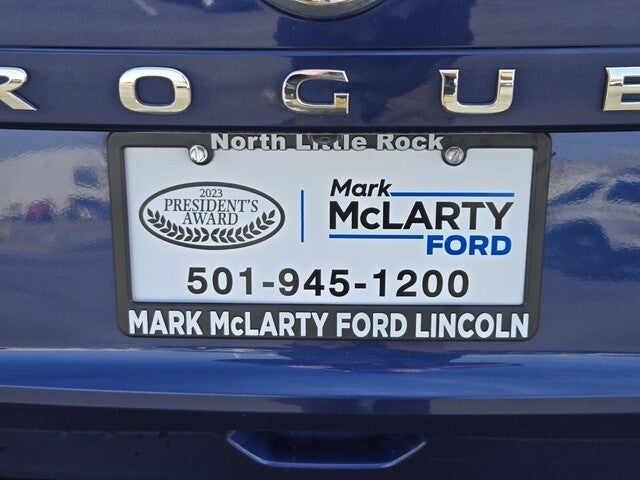 ROGUE
North Little Rock
2023
PRESIDENT'S
AWARD
Mark
McLARTY
FORD
501-945-1200
MARK McLARTY FORD LINCOLN